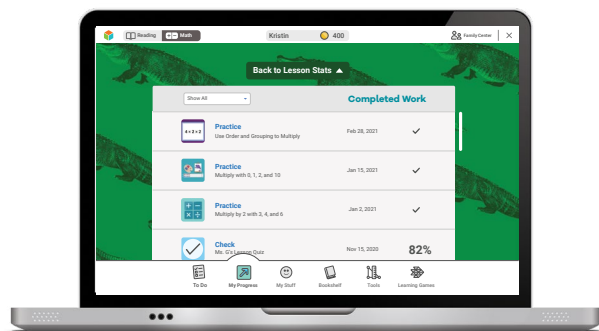 Reading
Math
Kristin
400
Family Center
Back to Lesson Stats
Show All
Completed Work
4 × 2 × 2
Practice
Use Order and Grouping to Multiply
Feb 28, 2021
Practice
Multiply with 0, 1, 2, and 10
Jan 15, 2021
Practice
Multiply by 2 with 3, 4, and 6
Jan 2, 2021
Check
Ms. G's Lesson Quiz
Nov 15, 2020
82%
To Do
My Progress
My Stuff
Bookshelf
Tools
Learning Games